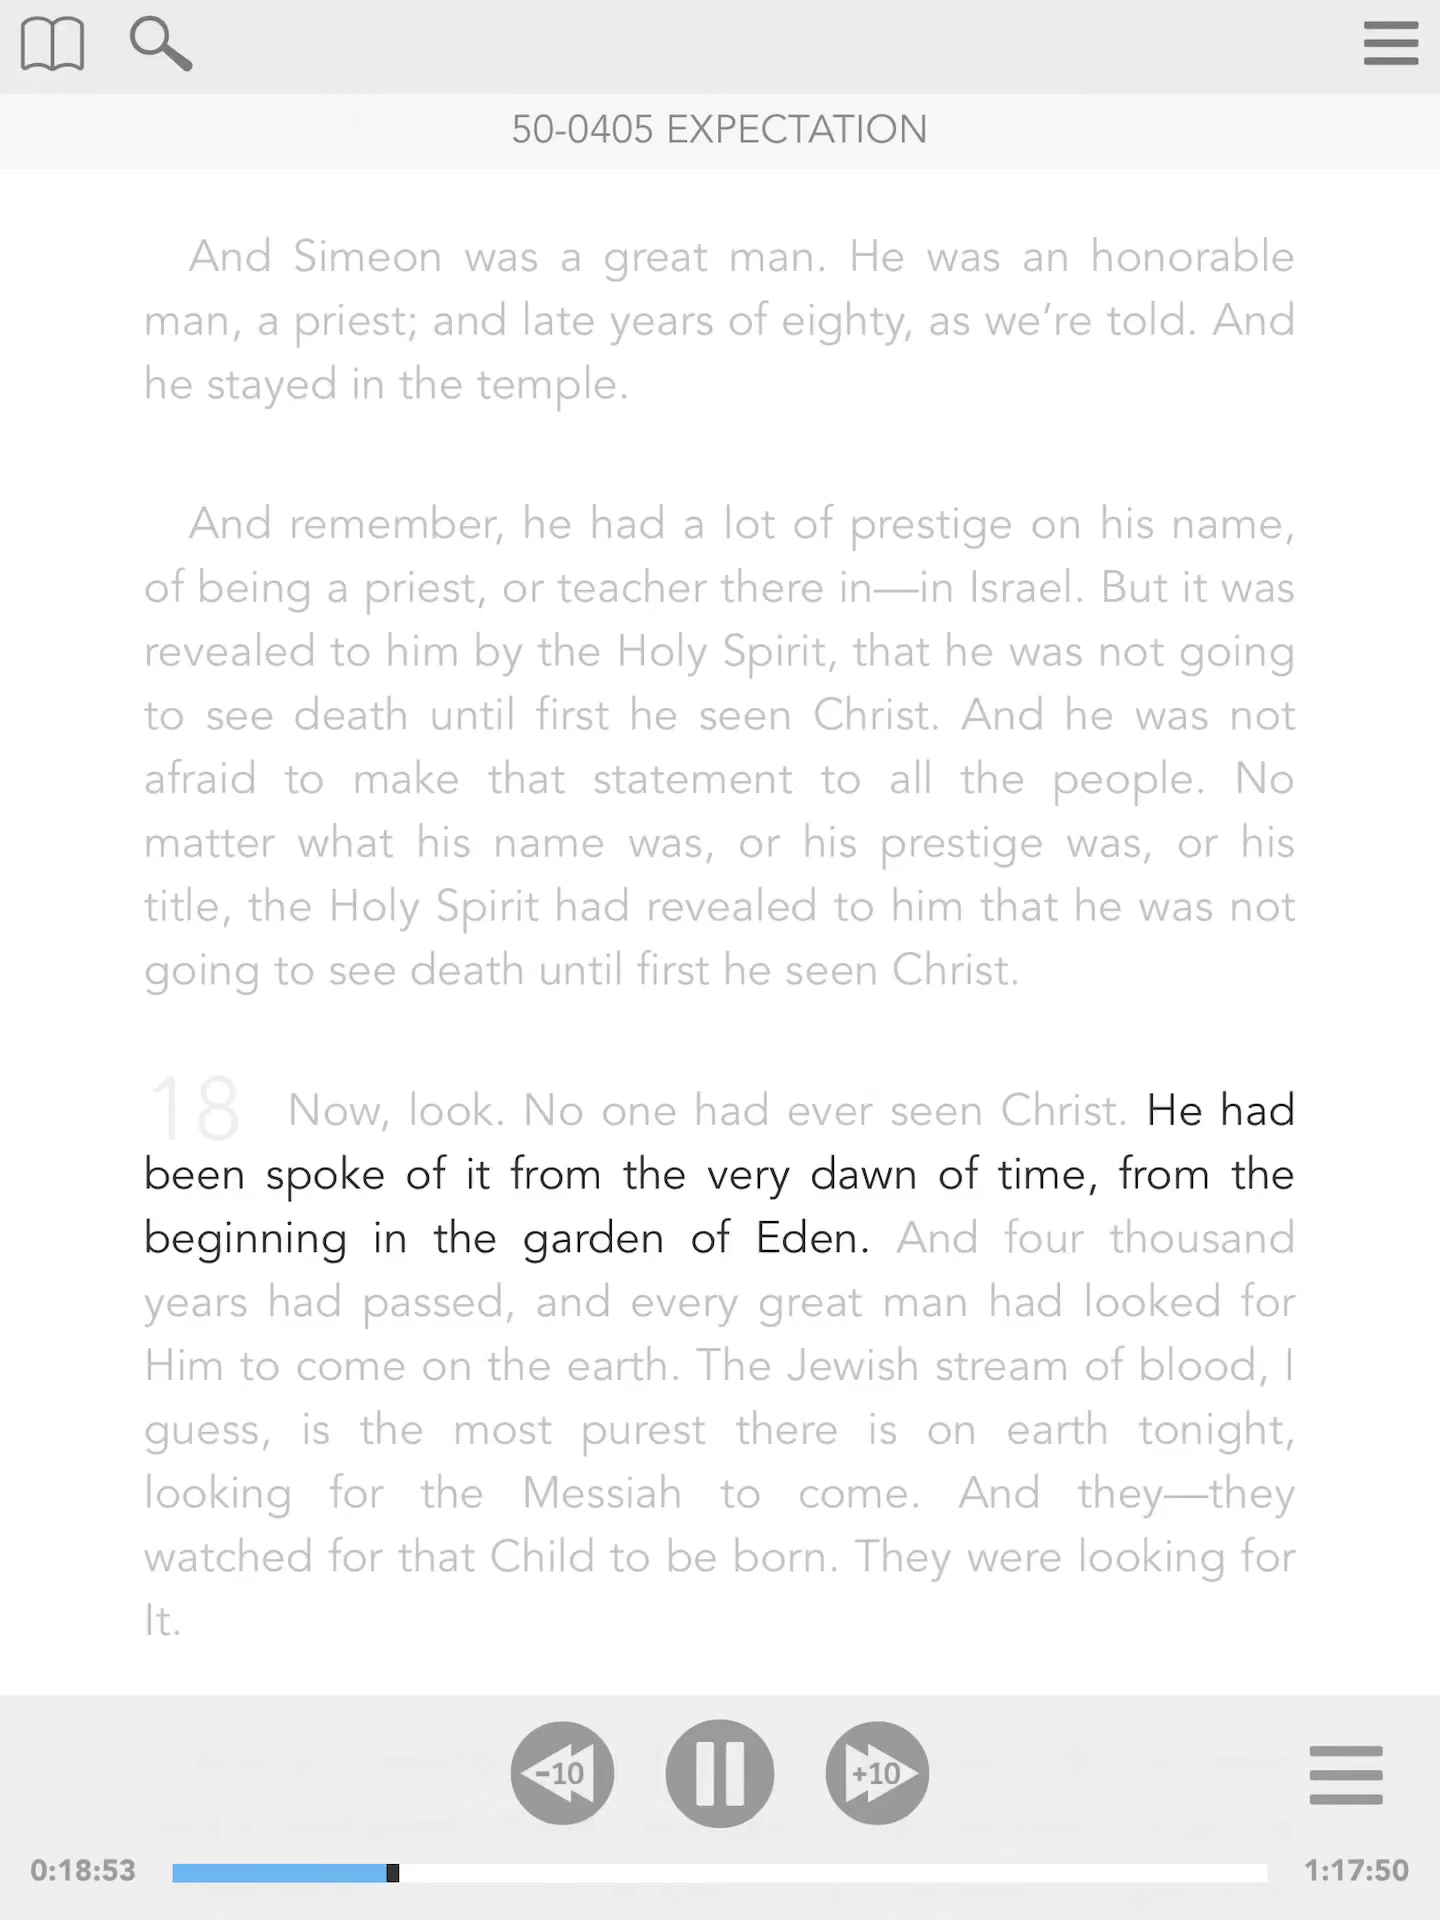 50-0405 EXPECTATION
And Simeon was a great man. He was an honorable
man, a priest; and late years of eighty, as we’re told. And
he stayed in the temple.
And remember, he had a lot of prestige on his name,
of being a priest, or teacher there in—in Israel. But it was
revealed to him by the Holy Spirit, that he was not going
to see death until first he seen Christ. And he was not
afraid to make that statement to all the people. No
matter what his name was, or his prestige was, or his
title, the Holy Spirit had revealed to him that he was not
going to see death until first he seen Christ.
18 Now, look. No one had ever seen Christ. He had
been spoke of it from the very dawn of time, from the
beginning in the garden of Eden. And four thousand
years had passed, and every great man had looked for
Him to come on the earth. The Jewish stream of blood, I
guess, is the most purest there is on earth tonight,
looking for the Messiah to come. And they—they
watched for that Child to be born. They were looking for
It.
-10 +10
0:18:53 1:17:50